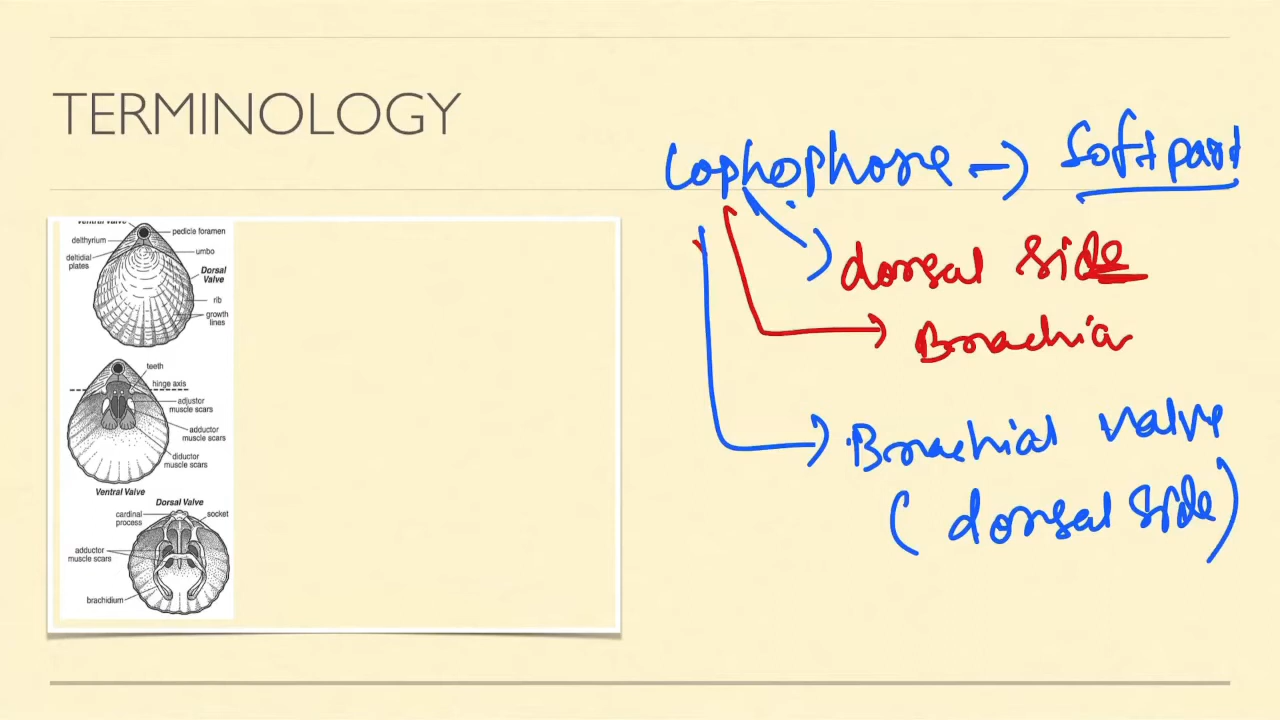 TERMINOLOGY
Lophophore → Soft part
dorsal side
Brachia
Brachial valve
(dorsal side)
ventral valve
pedicle foramen
delthyrium
umbo
deltidial
plates
Dorsal
Valve
rib
growth
lines
teeth
hinge axis
adjustor
muscle scars
adductor
muscle scars
diductor
muscle scars
Ventral Valve
Dorsal Valve
cardinal
process
socket
adductor
muscle scars
brachidium